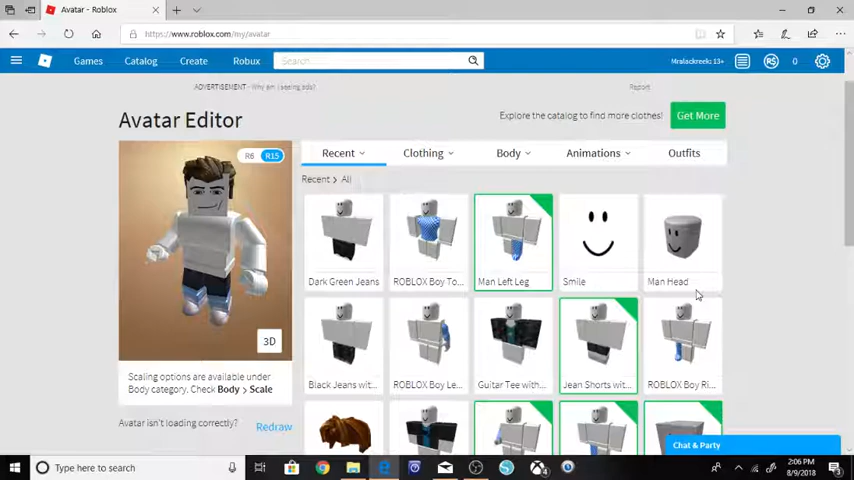 Avatar - Roblox
https://www.roblox.com/my/avatar
Games Catalog Create Robux Search... 13+ 0
ADVERTISEMENT - Why am I seeing ads? Report
Avatar Editor
Explore the catalog to find more clothes! Get More
R6 R15
Recent Clothing Body Animations Outfits
Recent > All
Dark Green Jeans ROBLOX Boy To... Man Left Leg Smile Man Head
3D
Black Jeans wit... ROBLOX Boy Le... Guitar Tee with... Jean Shorts wit... ROBLOX Boy Ri...
Scaling options are available under
Body category. Check Body > Scale
Avatar isn't loading correctly? Redraw
Chat & Party
Type here to search
2:06 PM
8/9/2018